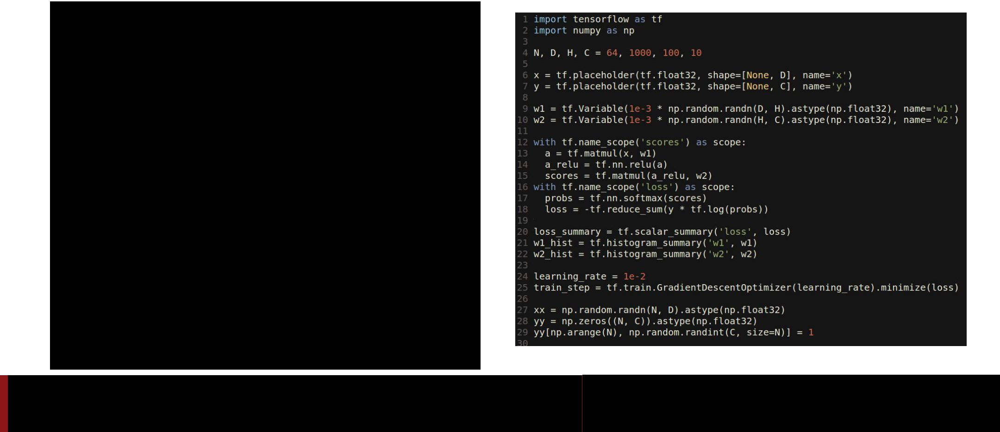 1 import tensorflow as tf
2 import numpy as np
3
4 N, D, H, C = 64, 1000, 100, 10
5
6 x = tf.placeholder(tf.float32, shape=[None, D], name='x')
7 y = tf.placeholder(tf.float32, shape=[None, C], name='y')
8
9 w1 = tf.Variable(1e-3 * np.random.randn(D, H).astype(np.float32), name='w1')
10 w2 = tf.Variable(1e-3 * np.random.randn(H, C).astype(np.float32), name='w2')
11
12 with tf.name_scope('scores') as scope:
13   a = tf.matmul(x, w1)
14   a_relu = tf.nn.relu(a)
15   scores = tf.matmul(a_relu, w2)
16 with tf.name_scope('loss') as scope:
17   probs = tf.nn.softmax(scores)
18   loss = -tf.reduce_sum(y * tf.log(probs))
19
20 loss_summary = tf.scalar_summary('loss', loss)
21 w1_hist = tf.histogram_summary('w1', w1)
22 w2_hist = tf.histogram_summary('w2', w2)
23
24 learning_rate = 1e-2
25 train_step = tf.train.GradientDescentOptimizer(learning_rate).minimize(loss)
26
27 xx = np.random.randn(N, D).astype(np.float32)
28 yy = np.zeros((N, C)).astype(np.float32)
29 yy[np.arange(N), np.random.randint(C, size=N)] = 1
30